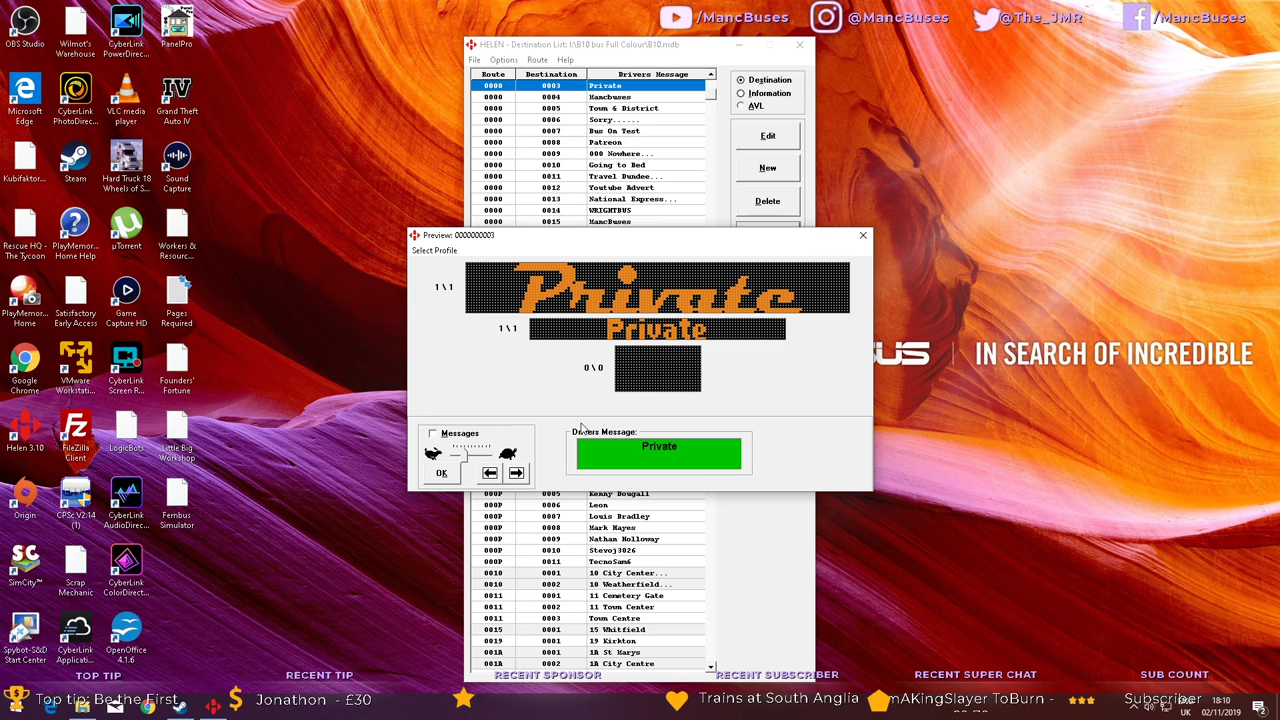 /MancBuses
@MancBuses
@The_JMR
/MancBuses
OBS Studio
Wilmot's Warehouse
CyberLink PowerDirec...
PanelPro
Microsoft Edge
CyberLink PhotoDirec...
VLC media player
Grand Theft Auto IV
Kubifaktor...
Steam
Hard Truck 18 Wheels of S...
Sound Capture
Rescue HQ - The Tycoon
PlayMemor... Home Help
µTorrent
Workers & Resourc...
PlayMemor... Home
Satisfactory Early Access
Game Capture HD
Pages Required
Google Chrome
VMware Workstati...
CyberLink Screen R...
Founders' Fortune
Helen 3.10
FileZilla Client
LogicBots
Little Big Workshop
Origin
CPSc V2.14 (1)
CyberLink AudioDirec...
Fernbus Simulator
SimCity™
Scrap Mechanic
CyberLink ColorDirect...
Spybot-S&D Start Center
CyberLink Applicati...
OpenOffice 4.1.6
HELEN - Destination List: I:\B10 bus Full Colour\B10.mdb
File Options Route Help
Route Destination Drivers Message
0000 0003 Private
0000 0004 Mancbuses
0000 0005 Town & District
0000 0006 Sorry......
0000 0007 Bus On Test
0000 0008 Patreon
0000 0009 000 Nowhere...
0000 0010 Going to Bed
0000 0011 Travel Dundee...
0000 0012 Youtube Advert
0000 0013 National Express...
0000 0014 WRIGHTBUS
0000 0015 MancBuses
Destination
Information
AVL
Edit
New
Delete
Preview: 0000000003
Select Profile
1 \ 1
Private
1 \ 1
Private
0 \ 0
Messages
OK
Drivers Message:
Private
000P 0005 Kenny Dougall
000P 0006 Leon
000P 0007 Louis Bradley
000P 0008 Mark Hayes
000P 0009 Nathan Holloway
000P 0010 Stevoj3026
000P 0011 TecnoSam6
0010 0001 10 City Center...
0010 0002 10 Weatherfield...
0011 0001 11 Cemetery Gate
0011 0002 11 Town Center
0011 0003 Town Centre
0015 0001 15 Whitfield
0019 0001 19 Kirkton
001A 0001 1A St Marys
001A 0002 1A City Centre
US
IN SEARCH OF INCREDIBLE
TOP TIP
RECENT TIP
RECENT SPONSOR
RECENT SUBSCRIBER
RECENT SUPER CHAT
SUB COUNT
Top tip: Be the First
Jonathon - £30
Trains at South Anglia
mAKingSlayer ToBurn -
Subscriber
UK
18:10
02/11/2019